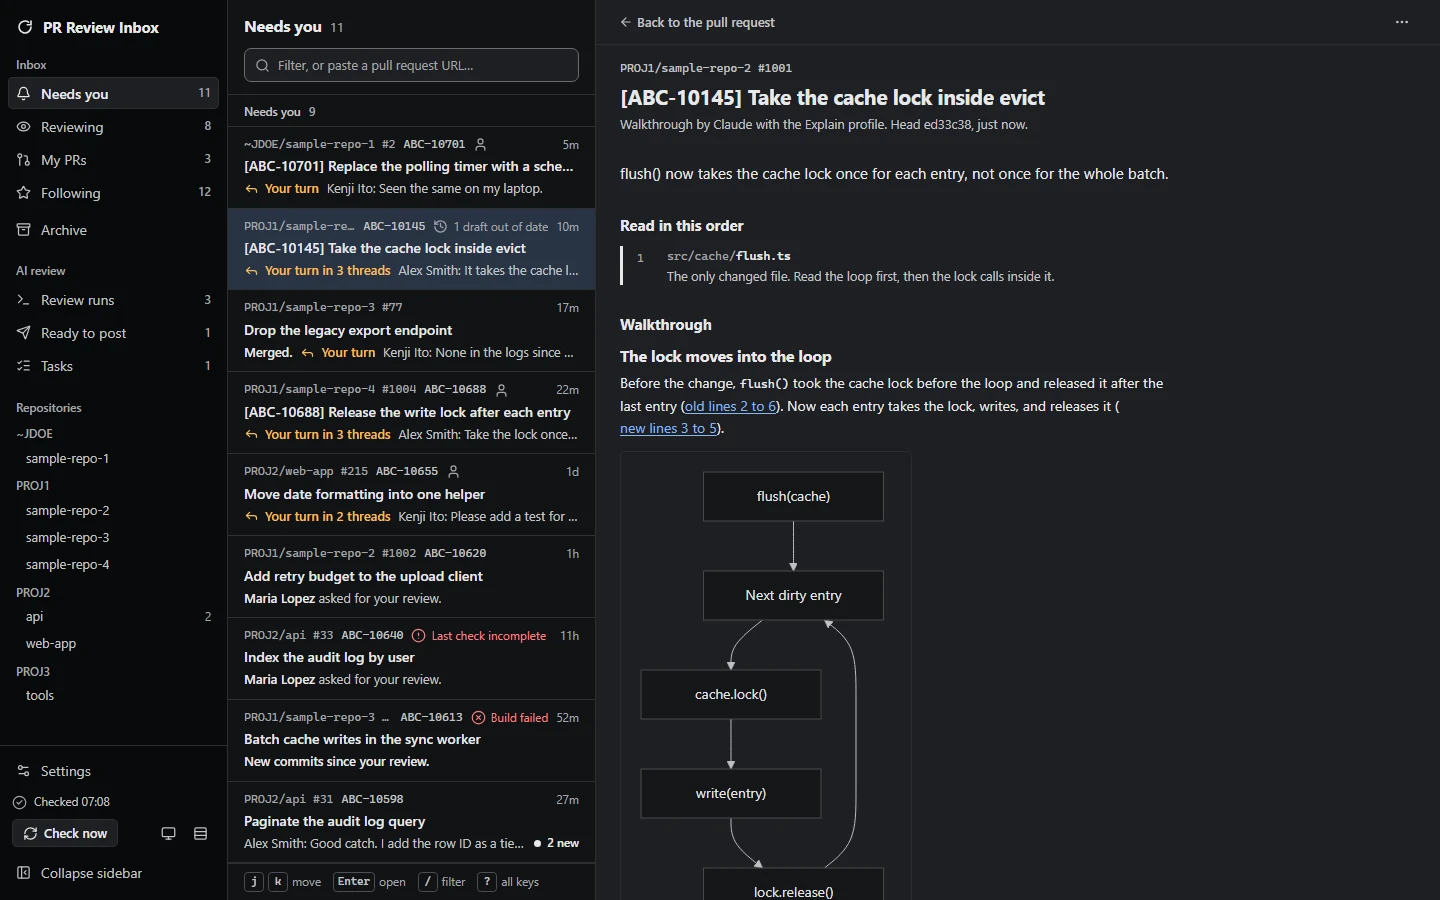 PR Review Inbox
Inbox
Needs you 11
Reviewing 8
My PRs 3
Following 12
Archive
AI review
Review runs 3
Ready to post 1
Tasks 1
Repositories
~JDOE
sample-repo-1
PROJ1
sample-repo-2
sample-repo-3
sample-repo-4
PROJ2
api 2
web-app
PROJ3
tools
Settings
Checked 07:08
Check now
Collapse sidebar
Needs you 11
Filter, or paste a pull request URL...
Needs you 9
~JDOE/sample-repo-1 #2 ABC-10701 5m
[ABC-10701] Replace the polling timer with a sche...
Your turn Kenji Ito: Seen the same on my laptop.
PROJ1/sample-re... ABC-10145 1 draft out of date 10m
[ABC-10145] Take the cache lock inside evict
Your turn in 3 threads Alex Smith: It takes the cache l...
PROJ1/sample-repo-3 #77 17m
Drop the legacy export endpoint
Merged. Your turn Kenji Ito: None in the logs since ...
PROJ1/sample-repo-4 #1004 ABC-10688 22m
[ABC-10688] Release the write lock after each entry
Your turn in 3 threads Alex Smith: Take the lock once...
PROJ2/web-app #215 ABC-10655 1d
Move date formatting into one helper
Your turn in 2 threads Kenji Ito: Please add a test for ...
PROJ1/sample-repo-2 #1002 ABC-10620 1h
Add retry budget to the upload client
Maria Lopez asked for your review.
PROJ2/api #33 ABC-10640 Last check incomplete 11h
Index the audit log by user
Maria Lopez asked for your review.
PROJ1/sample-repo-3 ... ABC-10613 Build failed 52m
Batch cache writes in the sync worker
New commits since your review.
PROJ2/api #31 ABC-10598 27m
Paginate the audit log query
Alex Smith: Good catch. I add the row ID as a tie... 2 new
j k move Enter open / filter ? all keys
Back to the pull request
PROJ1/sample-repo-2 #1001
[ABC-10145] Take the cache lock inside evict
Walkthrough by Claude with the Explain profile. Head ed33c38, just now.
flush() now takes the cache lock once for each entry, not once for the whole batch.
Read in this order
1 src/cache/flush.ts
The only changed file. Read the loop first, then the lock calls inside it.
Walkthrough
The lock moves into the loop
Before the change, flush() took the cache lock before the loop and released it after the
last entry (old lines 2 to 6). Now each entry takes the lock, writes, and releases it (
new lines 3 to 5).
flush(cache)
Next dirty entry
cache.lock()
write(entry)
lock.release()